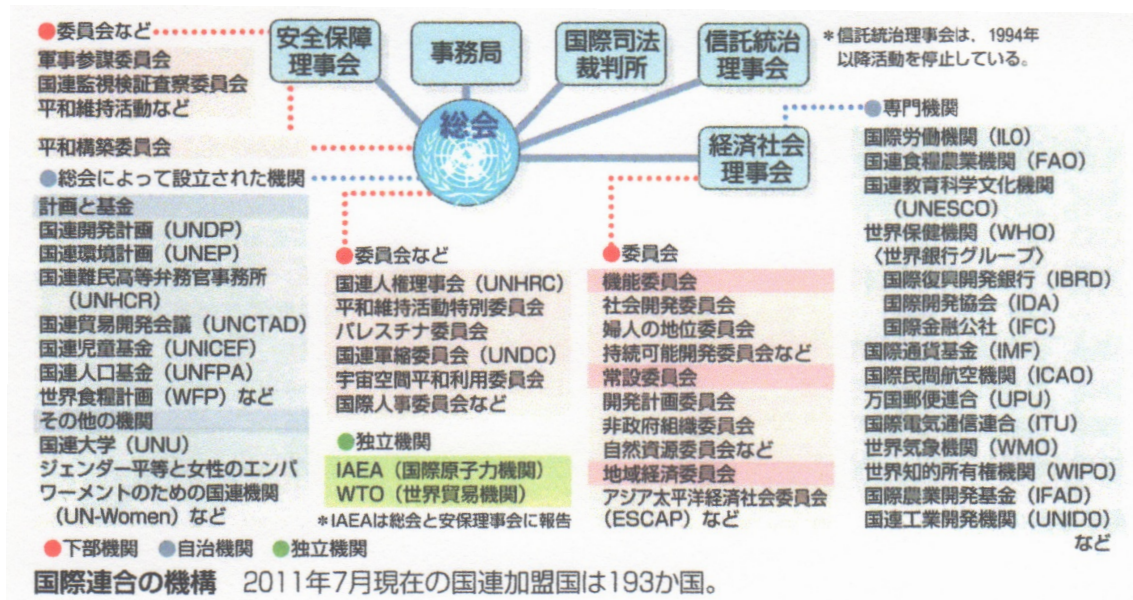 ●委員会など
軍事参謀委員会
国連監視検証査察委員会
平和維持活動など
平和構築委員会
安全保障
理事会
事務局
国際司法
裁判所
信託統治
理事会
＊信託統治理事会は、1994年
以降活動を停止している。
総会
経済社会
理事会
●総会によって設立された機関
計画と基金
国連開発計画（UNDP）
国連環境計画（UNEP）
国連難民高等弁務官事務所
（UNHCR）
国連貿易開発会議（UNCTAD）
国連児童基金（UNICEF）
国連人口基金（UNFPA）
世界食糧計画（WFP）など
その他の機関
国連大学（UNU）
ジェンダー平等と女性のエンパ
ワーメントのための国連機関
（UN-Women）など
●委員会など
国連人権理事会（UNHRC）
平和維持活動特別委員会
パレスチナ委員会
国連軍縮委員会（UNDC）
宇宙空間平和利用委員会
国際人事委員会など
●独立機関
IAEA（国際原子力機関）
WTO（世界貿易機関）
＊IAEAは総会と安保理事会に報告
●委員会
機能委員会
社会開発委員会
婦人の地位委員会
持続可能開発委員会など
常設委員会
開発計画委員会
非政府組織委員会
自然資源委員会など
地域経済委員会
アジア太平洋経済社会委員会
（ESCAP）など
●専門機関
国際労働機関（ILO）
国連食糧農業機関（FAO）
国連教育科学文化機関
（UNESCO）
世界保健機関（WHO）
〈世界銀行グループ〉
国際復興開発銀行（IBRD）
国際開発協会（IDA）
国際金融公社（IFC）
国際通貨基金（IMF）
国際民間航空機関（ICAO）
万国郵便連合（UPU）
国際電気通信連合（ITU）
世界気象機関（WMO）
世界知的所有権機関（WIPO）
国際農業開発基金（IFAD）
国連工業開発機関（UNIDO）
など
●下部機関 ●自治機関 ●独立機関
国際連合の機構 2011年7月現在の国連加盟国は193か国。